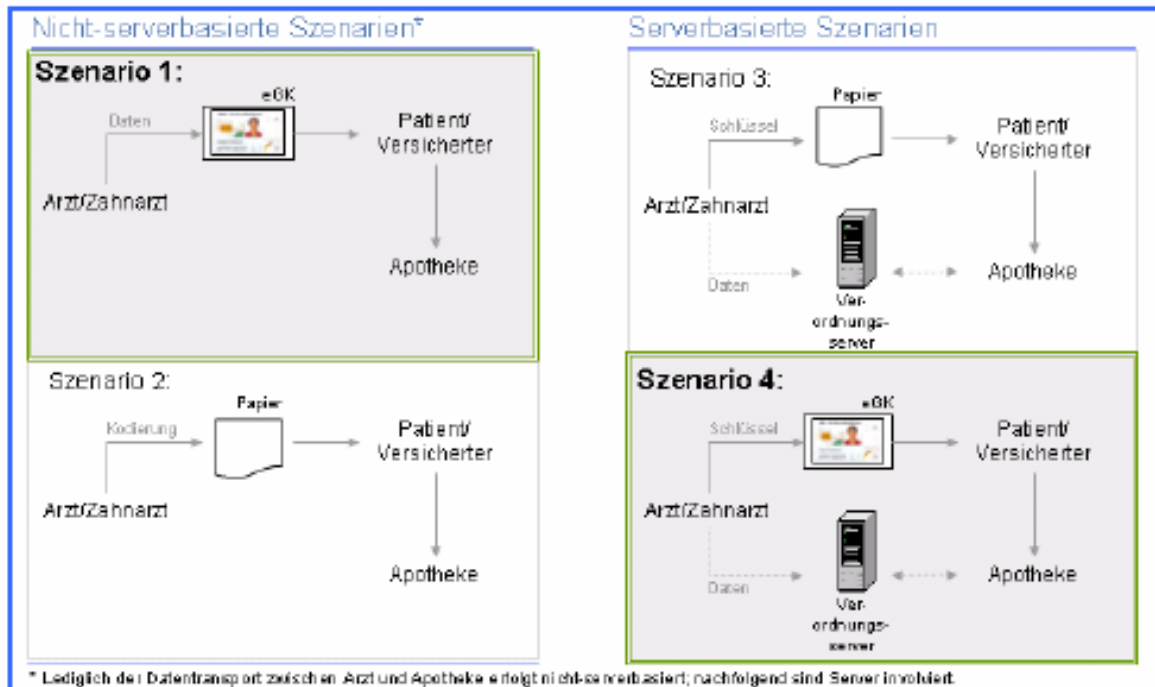 Nicht-serverbasierte Szenarien*
Szenario 1:
eGK
Daten
Patient/
Versicherter
Arzt/Zahnarzt
Apotheke
Szenario 2:
Papier
Kodierung
Patient/
Versicherter
Arzt/Zahnarzt
Apotheke
Serverbasierte Szenarien
Szenario 3:
Papier
Schlüssel
Patient/
Versicherter
Arzt/Zahnarzt
Daten
Apotheke
Ver-
ordnungs-
server
Szenario 4:
eGK
Schlüssel
Patient/
Versicherter
Arzt/Zahnarzt
Daten
Apotheke
Ver-
ordnungs-
server
* Lediglich der Datentransport zwischen Arzt und Apotheke erfolgt nicht-serverbasiert; nachfolgend sind Server involviert.